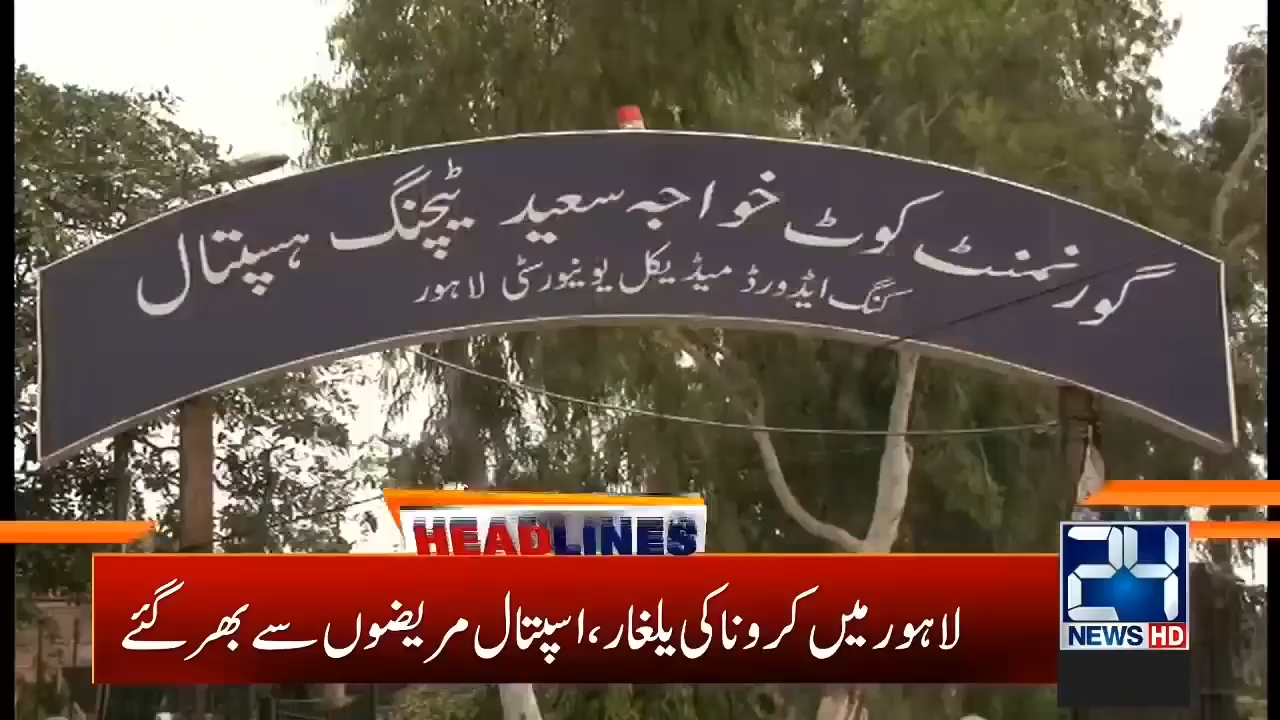 گورنمنٹ کوٹ خواجہ سعید ٹیچنگ ہسپتال
کنگ ایڈورڈ میڈیکل یونیورسٹی لاہور
HEADLINES
لاہور میں کرونا کی یلغار، اسپتال مریضوں سے بھر گئے
24
NEWS HD